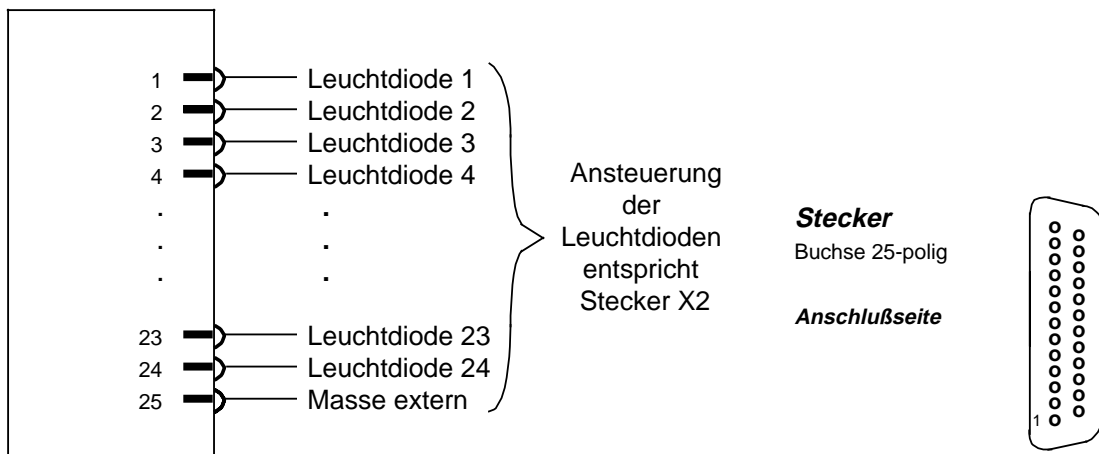 1 Leuchtdiode 1
2 Leuchtdiode 2
3 Leuchtdiode 3
4 Leuchtdiode 4
. .
. .
. .
23 Leuchtdiode 23
24 Leuchtdiode 24
25 Masse extern
Ansteuerung
der
Leuchtdioden
entspricht
Stecker X2
Stecker
Buchse 25-polig
Anschlußseite
1